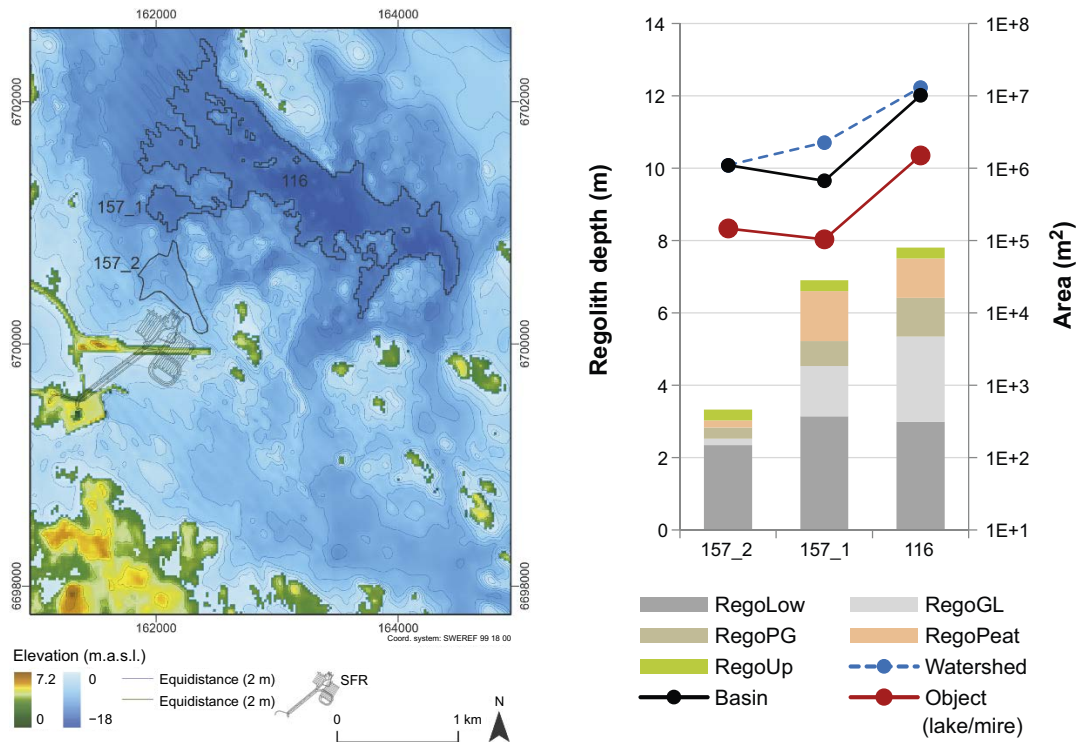 162000 164000
6702000
6700000
6698000
116
157_1
157_2
162000 164000
Coord. system: SWEREF 99 18 00
Elevation (m.a.s.l.)
7.2
0
0
−18
Equidistance (2 m)
Equidistance (2 m)
SFR
0 1 km
N
Regolith depth (m)
14
12
10
8
6
4
2
0
1E+8
1E+7
1E+6
1E+5
1E+4
1E+3
1E+2
1E+1
Area (m²)
157_2 157_1 116
RegoLow RegoGL
RegoPG RegoPeat
RegoUp Watershed
Basin Object
(lake/mire)